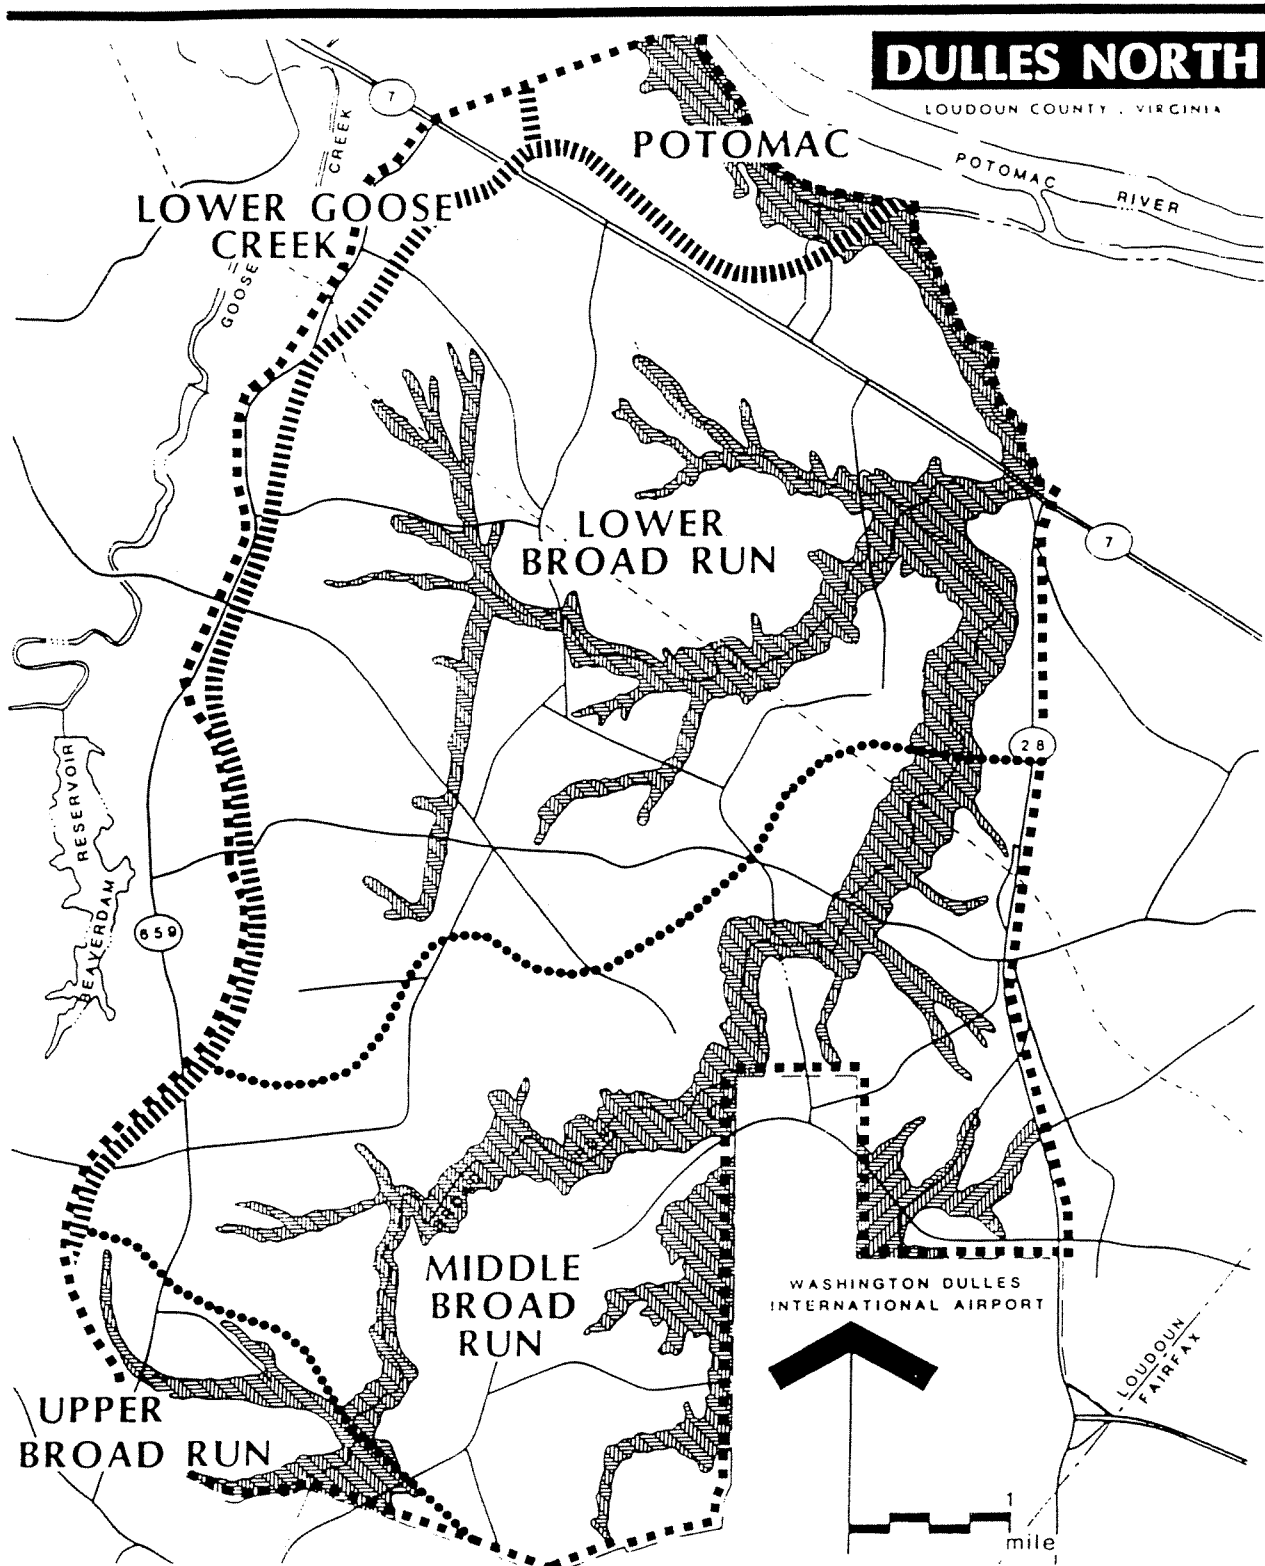 DULLES NORTH
LOUDOUN COUNTY , VIRGINIA
7
CREEK
POTOMAC
POTOMAC
RIVER
LOWER GOOSE
CREEK
GOOSE
LOWER
BROAD RUN
7
28
RESERVOIR
BEAVERDAM
659
MIDDLE
BROAD
RUN
WASHINGTON DULLES
INTERNATIONAL AIRPORT
LOUDOUN
FAIRFAX
UPPER
BROAD RUN
1
mile